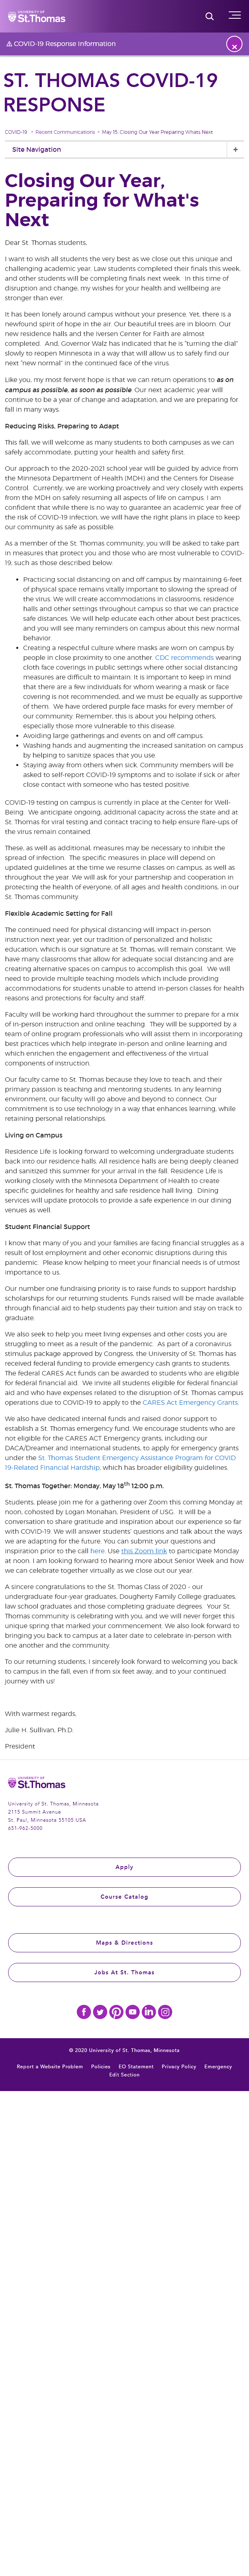 UNIVERSITY OF
St.Thomas
⚠ COVID-19 Response Information
×
ST. THOMAS COVID-19
RESPONSE
COVID-19 • Recent Communications • May 15: Closing Our Year Preparing Whats Next
Site Navigation +
Closing Our Year,
Preparing for What's
Next
Dear St. Thomas students,
I want to wish all students the very best as we close out this unique and
challenging academic year. Law students completed their finals this week,
and other students will be completing finals next week. In this time of
disruption and change, my wishes for your health and wellbeing are
stronger than ever.
It has been lonely around campus without your presence. Yet, there is a
newfound spirit of hope in the air. Our beautiful trees are in bloom. Our
new residence halls and the Iversen Center for Faith are almost
completed. And, Governor Walz has indicated that he is "turning the dial"
slowly to reopen Minnesota in a way that will allow us to safely find our
next "new normal" in the continued face of the virus.
Like you, my most fervent hope is that we can return operations to as on
campus as possible, as soon as possible. Our next academic year will
continue to be one of change and adaptation, and we are preparing for
fall in many ways.
Reducing Risks, Preparing to Adapt
This fall, we will welcome as many students to both campuses as we can
safely accommodate, putting your health and safety first.
Our approach to the 2020-2021 school year will be guided by advice from
the Minnesota Department of Health (MDH) and the Centers for Disease
Control. Currently, we are working proactively and very closely with experts
from the MDH on safely resuming all aspects of life on campus. I am
confident that while there is no way to guarantee an academic year free of
the risk of COVID-19 infection, we will have the right plans in place to keep
our community as safe as possible.
As a member of the St. Thomas community, you will be asked to take part
in measures that protect you and those who are most vulnerable to COVID-
19, such as those described below:
• Practicing social distancing on and off campus by maintaining 6-feet
of physical space remains vitally important to slowing the spread of
the virus. We will create accommodations in classrooms, residence
halls and other settings throughout the campuses that are within our
control. We will help educate each other about best daily practices,
and you will see many reminders on campus about this new normal
behavior.
• Creating a respectful culture where masks are worn by everyone
people in close proximity to one another. CDC recommends wearing
cloth face coverings in public settings where other social distancing
measures are difficult to maintain. It is important to keep in mind
that there are a few individuals for whom wearing a mask or face
covering is not encouraged, but we are asking that we be as equitable
as possible. We have ordered purple face masks for every member of
our community. Remember, this is about you helping others,
especially those more vulnerable to this disease.
• Avoiding large gatherings and events on and off campus.
• Washing hands and augmenting the increased cleaning on campus
by helping to sanitize spaces that you use.
• Staying away from others when sick. Community members will be
asked to self-report COVID-19 symptoms and to isolate if sick or after
close contact with someone who has tested positive.
COVID-19 testing on campus is currently in place at the Center for Well-
Being. We anticipate ongoing, additional capacity across the state and at
St. Thomas for viral testing and contact tracing to help ensure flare-ups of
the virus remain contained.
These, as well as additional, measures may be necessary to inhibit the
spread of infection. The specific measures in place will depend on
updated guidelines at the time we resume classes on campus, as well as
throughout the year. We will ask for your partnership and cooperation in
protecting the health of everyone, of all ages and health conditions, in our
St. Thomas community.
Flexible Academic Setting for Fall
The continued need for physical distancing will impact in-person
instruction next year, yet our tradition of personalized and holistic
education, which is our signature at St. Thomas, will remain constant. We
have many classrooms that allow for adequate social distancing and are
creating alternative spaces on campus to accomplish this goal. We will
provide classroom and on-campus technology, along with necessary
accommodations for students unable to attend in-person classes for health
reasons and protections for faculty and staff.
Faculty will be working hard throughout the summer to prepare for a mix
of in-person instruction and online teaching. They will be supported by a
team of professionals who will assist them in incorporating
best practices which help integrate in-person and online learning and
which enrichen the engagement and effectiveness of the virtual
components of instruction.
Our faculty came to St. Thomas because they love to teach, and their
primary passion is teaching and mentoring students. In any learning
environment, our faculty will go above and beyond to connect. Our
commitment is to use technology in a way that enhances learning, while
retaining personal relationships.
Living on Campus
Residence Life is looking forward to welcoming undergraduate students
back into our residence halls. All residence halls are being deep cleaned
and sanitized this summer for your arrival in the fall. Residence Life is
working closely with the Minnesota Department of Health to create
specific guidelines for healthy and safe residence hall living. Dining
services will update protocols to provide a safe experience in our dining
venues as well.
Student Financial Support
I know that many of you and your families are facing financial struggles as a
result of loss of employment and other economic disruptions during this
pandemic. Please know helping to meet your financial needs is of utmost
importance to us.
Our number one fundraising priority is to raise funds to support hardship
scholarships for our students. Funds raised will be made available
through financial aid to help students pay their tuition and stay on track to
graduate.
We also seek to help you meet living expenses and other costs you are
having to meet as a result of the pandemic. As part of a coronavirus
stimulus package approved by Congress, the University of St. Thomas has
received federal funding to provide emergency cash grants to students.
The federal CARES Act funds can be awarded to students who are eligible
for federal financial aid. We invite all students eligible for federal aid and
who have incurred costs related to the disruption of the St. Thomas campus
operations due to COVID-19 to apply to the CARES Act Emergency Grants.
We also have dedicated internal funds and sought philanthropy to
establish a St. Thomas emergency fund. We encourage students who are
not eligible for the CARES ACT Emergency grants, including our
DACA/Dreamers and international students, to apply for emergency grants
under the St. Thomas Student Emergency Assistance Program for COVID
19-Related Financial Hardship, which has broader eligibility guidelines.
St. Thomas Together: Monday, May 18th 12:00 p.m.
Students, please join me for a gathering over Zoom this coming Monday at
noon, co-hosted by Logan Monahan, President of USG. It will be a short
conversation to share gratitude and inspiration about our experience so far
with COVID-19. We will answer your questions and talk about the ways we
are adapting for the future. You can submit your questions and
inspiration prior to the call here. Use this Zoom link to participate Monday
at noon. You will see a video on social media from me soon about how
we can celebrate together virtually as we close our year.
A sincere congratulations to the St. Thomas Class of 2020 - our
undergraduate four-year graduates, Dougherty Family College graduates,
law school graduates, and those completing graduate degrees. Your St.
Thomas community is celebrating with you, and we will never forget the
unique spring that marked your commencement. We also continue to plan
for ways that we can celebrate together at a later time, to be in-person with
one another and the community.
To our returning students, I sincerely look forward to welcoming you back
to campus in the fall, even if from six feet away, and to your continued
journey with us!
With warmest regards,
Julie H. Sullivan, Ph.D.
President
UNIVERSITY OF
St.Thomas
University of St. Thomas, Minnesota
2115 Summit Avenue
St. Paul, Minnesota 55105 USA
651-962-5000
Apply
Course Catalog
Maps & Directions
Jobs At St. Thomas
© 2020 University of St. Thomas, Minnesota
Report a Website Problem Policies EO Statement Privacy Policy Emergency
Edit Section